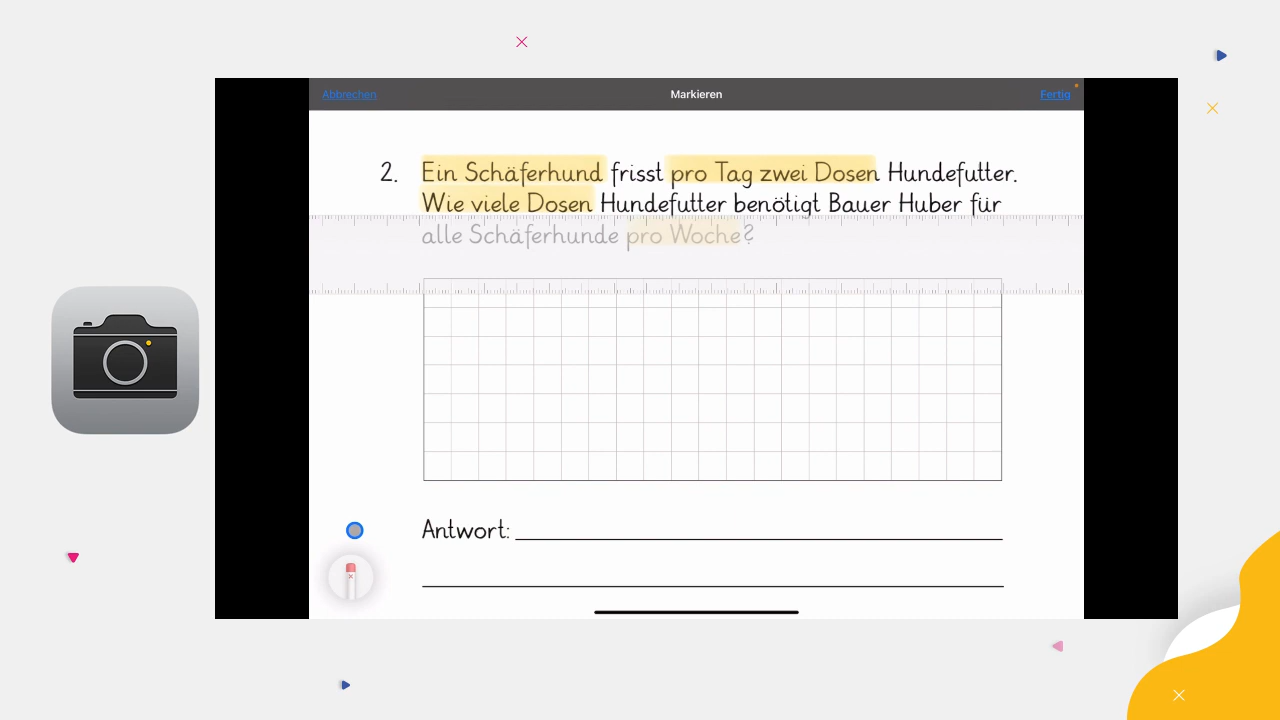 Abbrechen
Markieren
Fertig
2. Ein Schäferhund frisst pro Tag zwei Dosen Hundefutter.
Wie viele Dosen Hundefutter benötigt Bauer Huber für
alle Schäferhunde pro Woche?
Antwort: